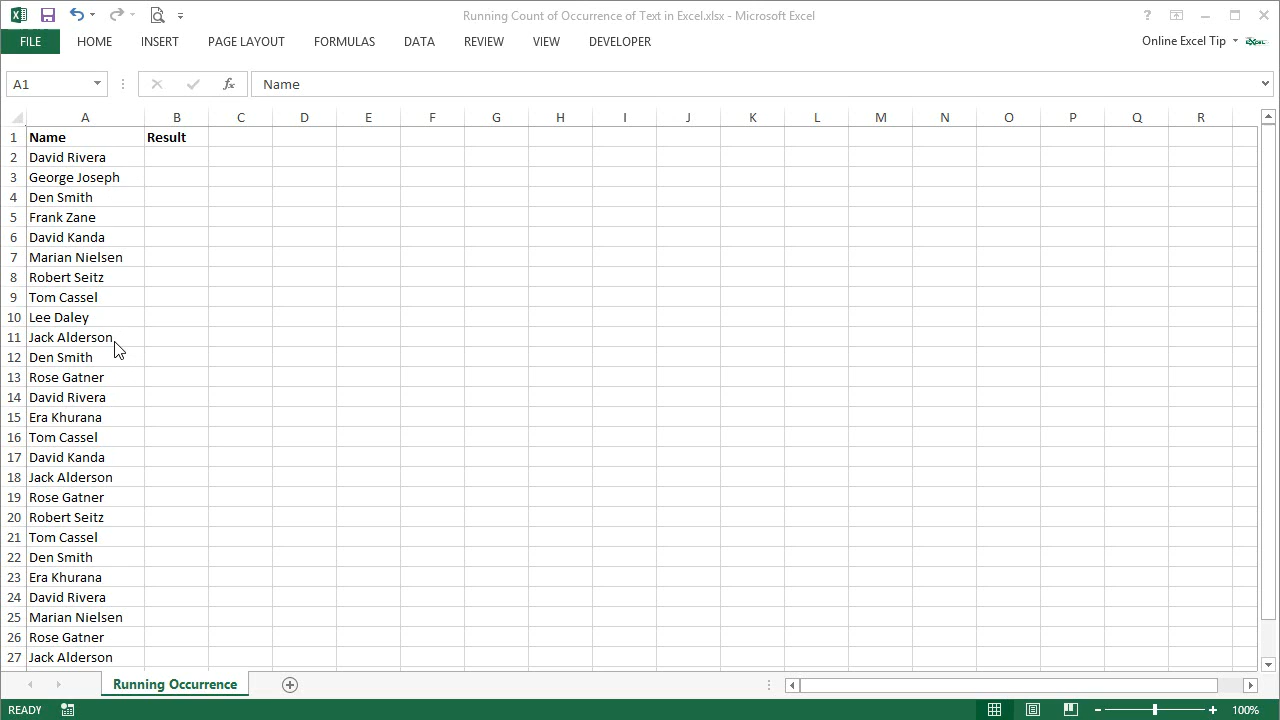 Running Count of Occurrence of Text in Excel.xlsx - Microsoft Excel
FILE HOME INSERT PAGE LAYOUT FORMULAS DATA REVIEW VIEW DEVELOPER Online Excel Tip
A1 fx Name
A B C D E F G H I J K L M N O P Q R
1 Name Result
2 David Rivera
3 George Joseph
4 Den Smith
5 Frank Zane
6 David Kanda
7 Marian Nielsen
8 Robert Seitz
9 Tom Cassel
10 Lee Daley
11 Jack Alderson
12 Den Smith
13 Rose Gatner
14 David Rivera
15 Era Khurana
16 Tom Cassel
17 David Kanda
18 Jack Alderson
19 Rose Gatner
20 Robert Seitz
21 Tom Cassel
22 Den Smith
23 Era Khurana
24 David Rivera
25 Marian Nielsen
26 Rose Gatner
27 Jack Alderson
Running Occurrence
READY 100%